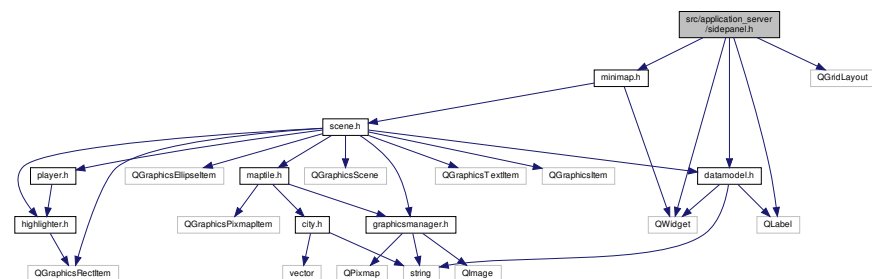 src/application_server
/sidepanel.h
minimap.h
QGridLayout
scene.h
player.h
QGraphicsEllipseItem
maptile.h
QGraphicsScene
QGraphicsTextItem
QGraphicsItem
datamodel.h
highlighter.h
QGraphicsPixmapItem
city.h
graphicsmanager.h
QWidget
QLabel
QGraphicsRectItem
vector
QPixmap
string
QImage